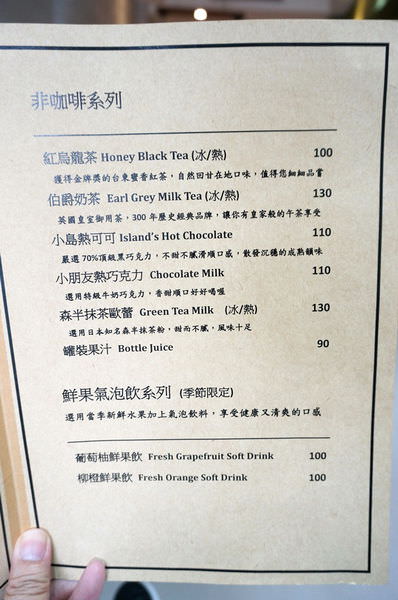 非咖啡系列
紅烏龍茶 Honey Black Tea (冰/熱) 100
獲得金牌獎的台東蜜香紅茶，自然回甘在地口味，值得您細細品嘗
伯爵奶茶 Earl Grey Milk Tea (冰/熱) 130
英國皇室御用茶，300 年歷史經典品牌，讓你有皇家般的午茶享受
小島熱可可 Island's Hot Chocolate 110
嚴選 70%頂級黑巧克力，不甜不膩滑順口感，散發沉穩的成熟韻味
小朋友熱巧克力 Chocolate Milk 110
選用特級牛奶巧克力，香甜順口好好喝喔
森半抹茶歐蕾 Green Tea Milk (冰/熱) 130
選用日本知名森半抹茶粉，甜而不膩，風味十足
罐裝果汁 Bottle Juice 90
鮮果氣泡飲系列 (季節限定)
選用當季新鮮水果加上氣泡飲料，享受健康又清爽的口感
葡萄柚鮮果飲 Fresh Grapefruit Soft Drink 100
柳橙鮮果飲 Fresh Orange Soft Drink 100